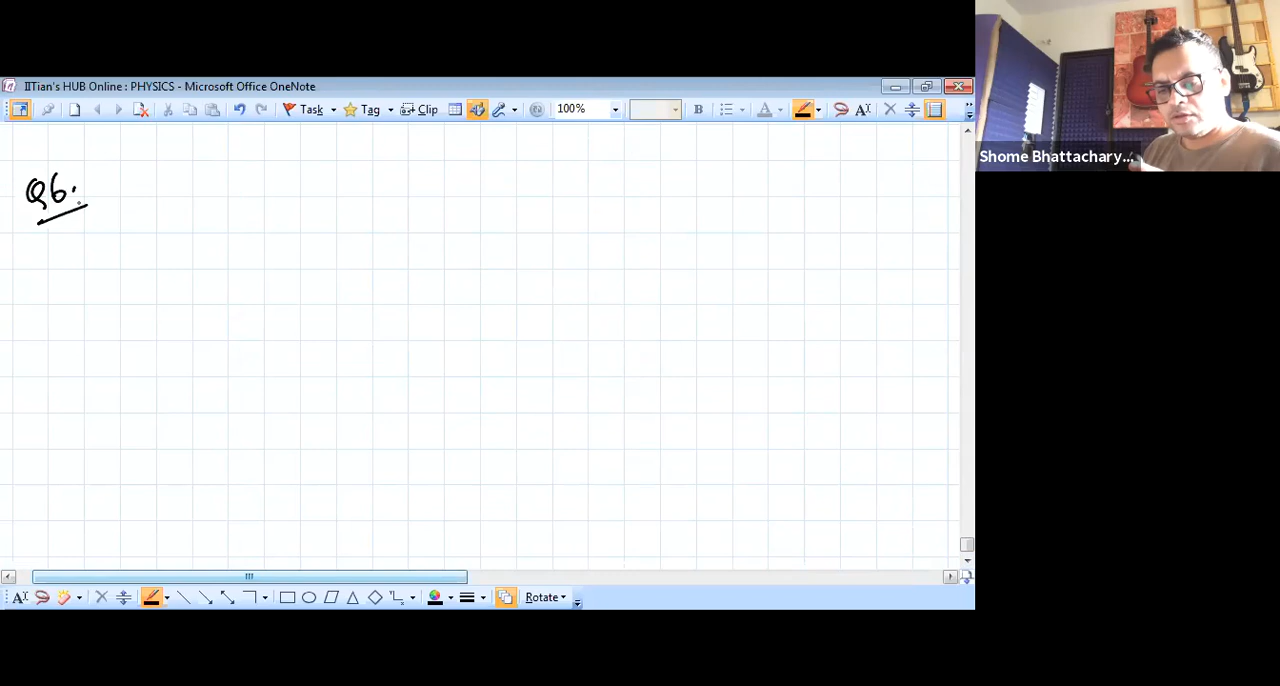 IITian's HUB Online : PHYSICS - Microsoft Office OneNote
Task Tag Clip 100% B A A
Shome Bhattachary...
Q6.
A Rotate